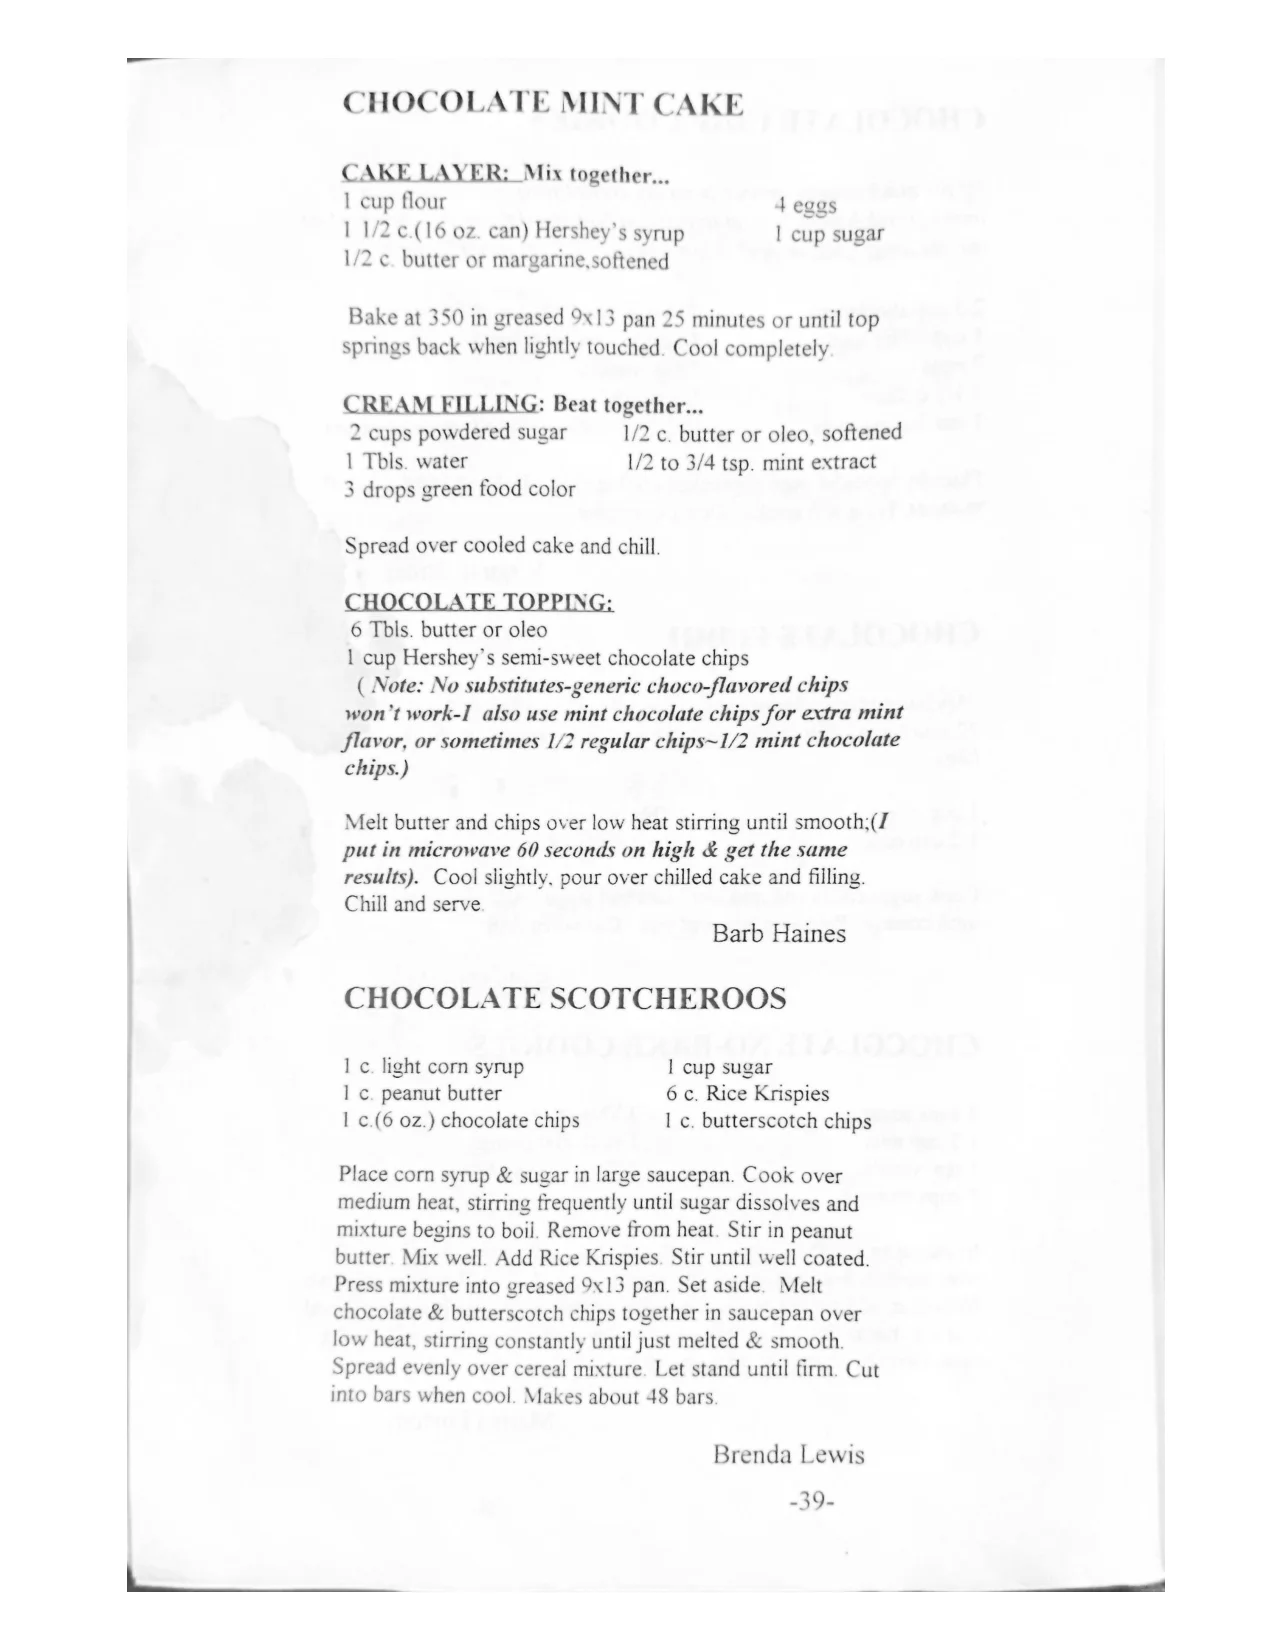 CHOCOLATE MINT CAKE
CAKE LAYER: Mix together...
1 cup flour 4 eggs
1 1/2 c.(16 oz. can) Hershey's syrup 1 cup sugar
1/2 c. butter or margarine,softened
Bake at 350 in greased 9x13 pan 25 minutes or until top
springs back when lightly touched. Cool completely.
CREAM FILLING: Beat together...
2 cups powdered sugar 1/2 c. butter or oleo, softened
1 Tbls. water 1/2 to 3/4 tsp. mint extract
3 drops green food color
Spread over cooled cake and chill.
CHOCOLATE TOPPING:
6 Tbls. butter or oleo
1 cup Hershey's semi-sweet chocolate chips
( Note: No substitutes-generic choco-flavored chips
won't work-I also use mint chocolate chips for extra mint
flavor, or sometimes 1/2 regular chips~1/2 mint chocolate
chips.)
Melt butter and chips over low heat stirring until smooth;(I
put in microwave 60 seconds on high & get the same
results). Cool slightly, pour over chilled cake and filling.
Chill and serve.
Barb Haines
CHOCOLATE SCOTCHEROOS
1 c. light corn syrup 1 cup sugar
1 c. peanut butter 6 c. Rice Krispies
1 c.(6 oz.) chocolate chips 1 c. butterscotch chips
Place corn syrup & sugar in large saucepan. Cook over
medium heat, stirring frequently until sugar dissolves and
mixture begins to boil. Remove from heat. Stir in peanut
butter. Mix well. Add Rice Krispies. Stir until well coated.
Press mixture into greased 9x13 pan. Set aside. Melt
chocolate & butterscotch chips together in saucepan over
low heat, stirring constantly until just melted & smooth.
Spread evenly over cereal mixture. Let stand until firm. Cut
into bars when cool. Makes about 48 bars.
Brenda Lewis
-39-